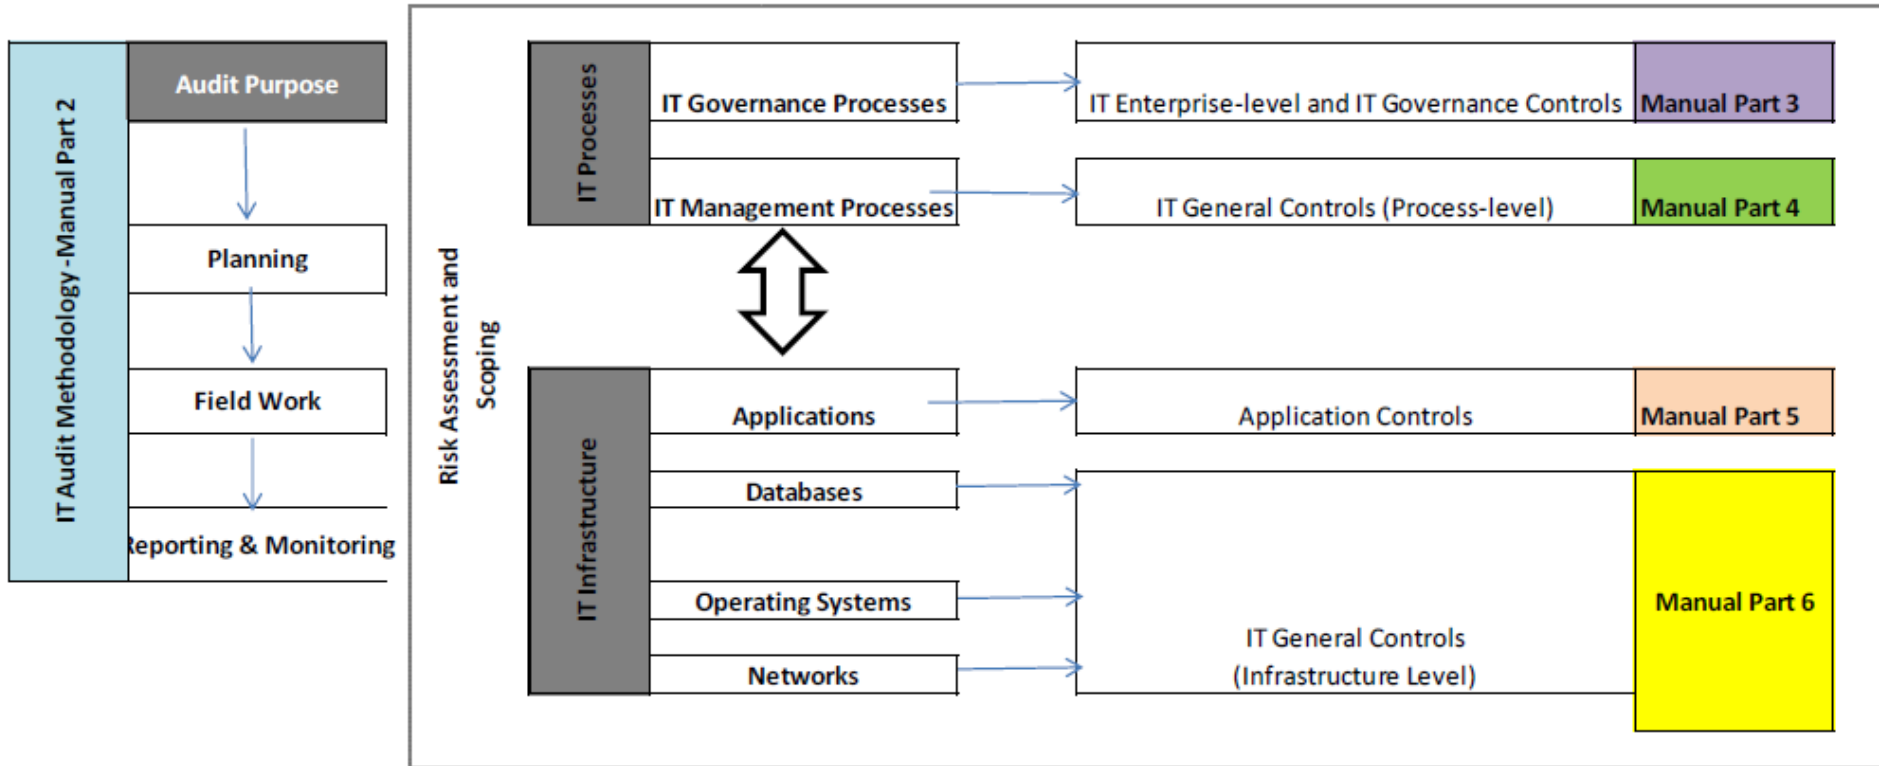 IT Audit Methodology -Manual Part 2
Audit Purpose
Planning
Field Work
Reporting & Monitoring
Risk Assessment and
Scoping
IT Processes
IT Governance Processes
IT Enterprise-level and IT Governance Controls
Manual Part 3
IT Management Processes
IT General Controls (Process-level)
Manual Part 4
IT Infrastructure
Applications
Application Controls
Manual Part 5
Databases
Operating Systems
Networks
IT General Controls
(Infrastructure Level)
Manual Part 6